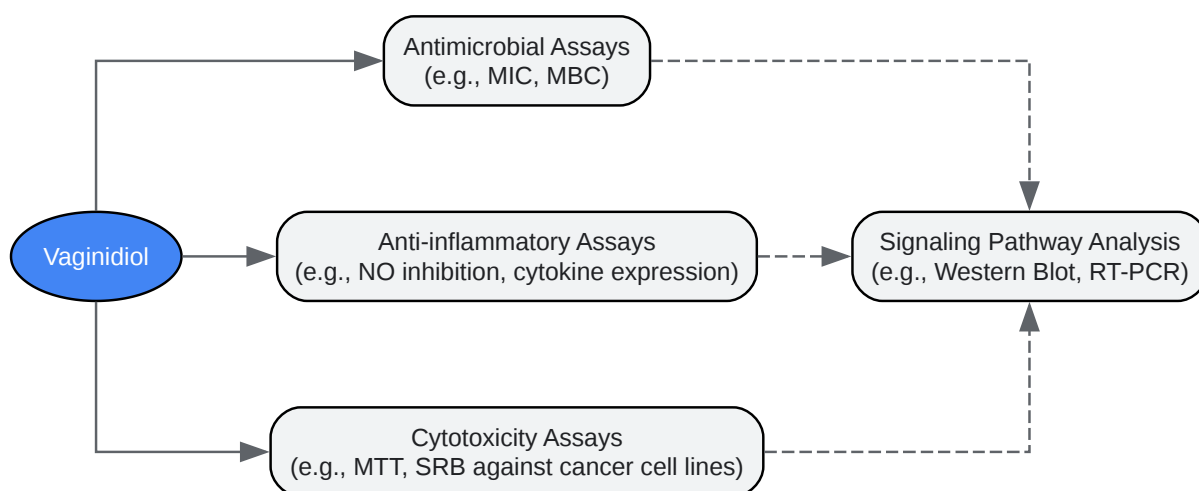 Antimicrobial Assays
(e.g., MIC, MBC)
Vaginidiol
Anti-inflammatory Assays
(e.g., NO inhibition, cytokine expression)
Signaling Pathway Analysis
(e.g., Western Blot, RT-PCR)
Cytotoxicity Assays
(e.g., MTT, SRB against cancer cell lines)